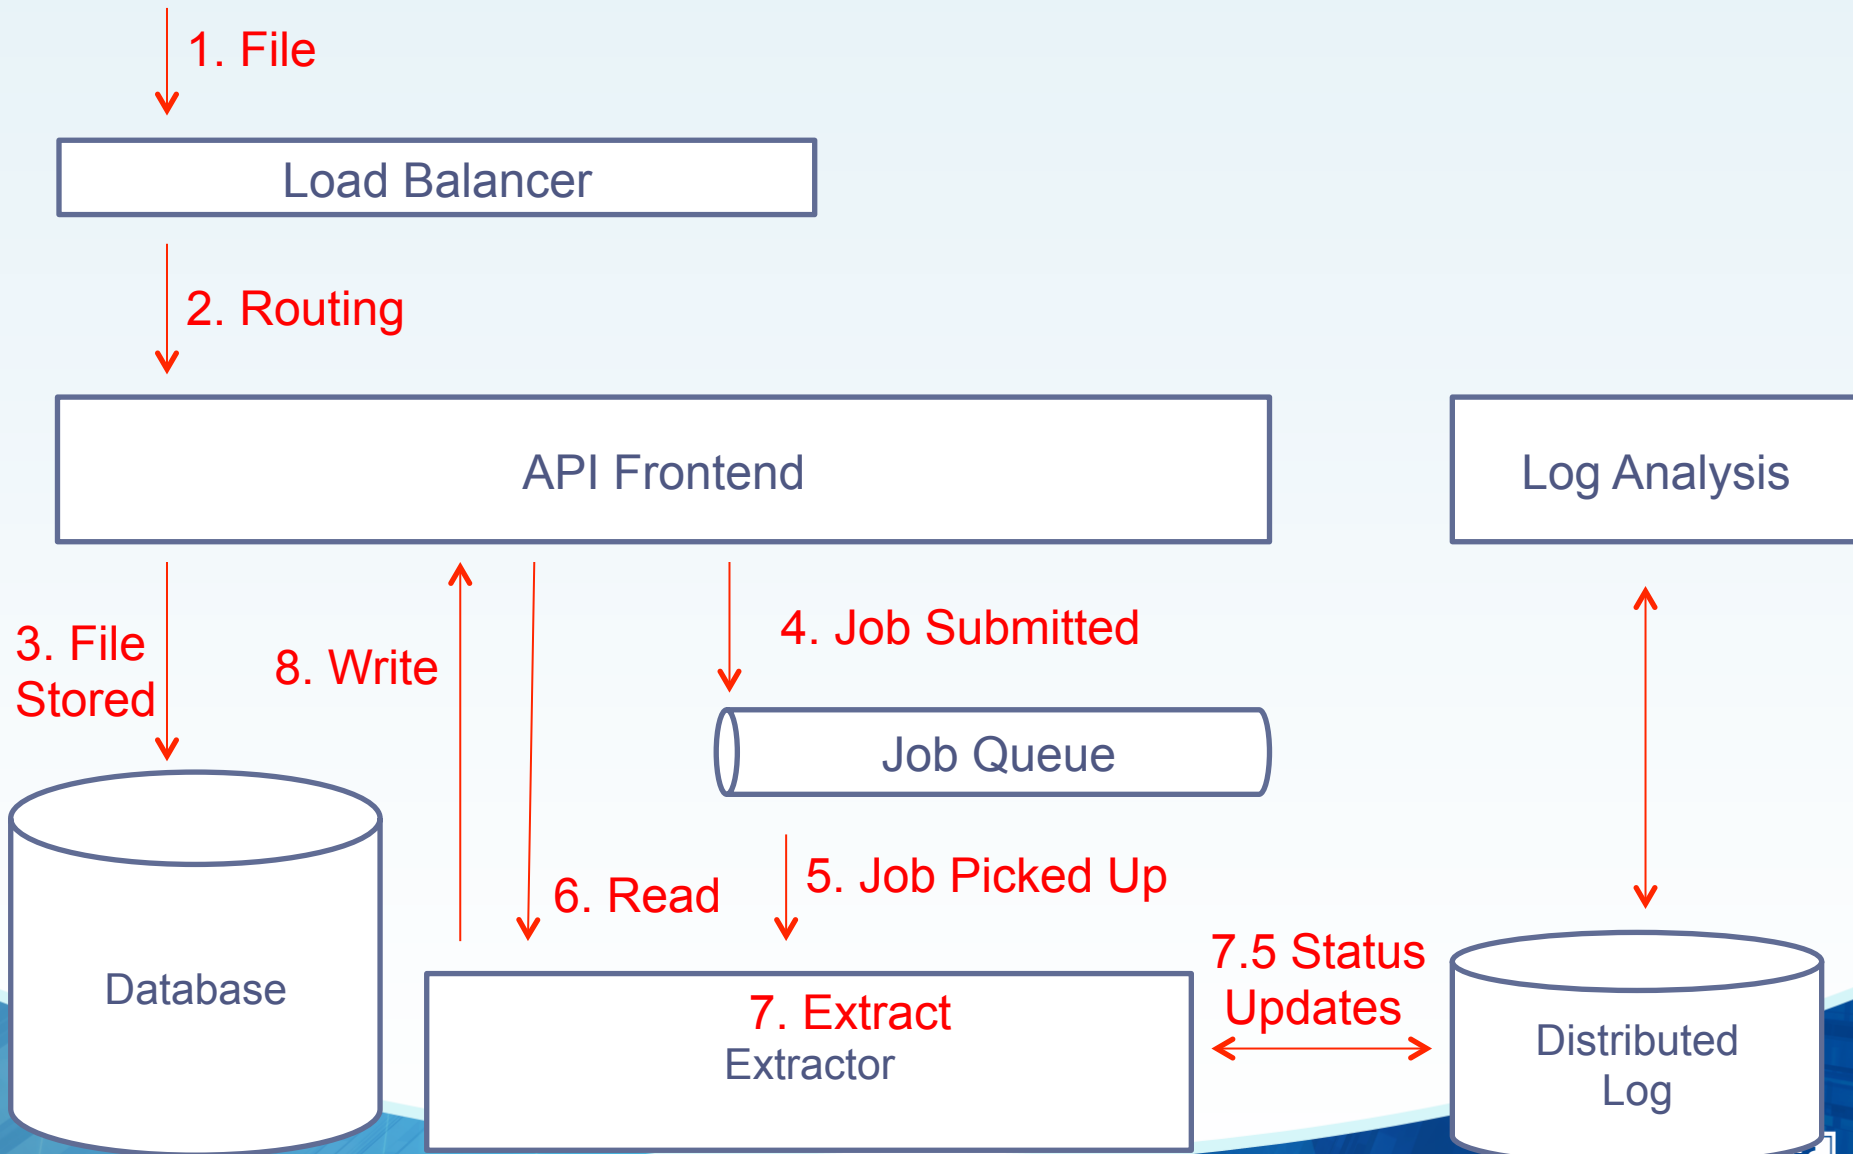 1. File
Load Balancer
2. Routing
API Frontend
Log Analysis
3. File
Stored
8. Write
4. Job Submitted
Job Queue
6. Read
5. Job Picked Up
Database
7. Extract
Extractor
7.5 Status
Updates
Distributed
Log